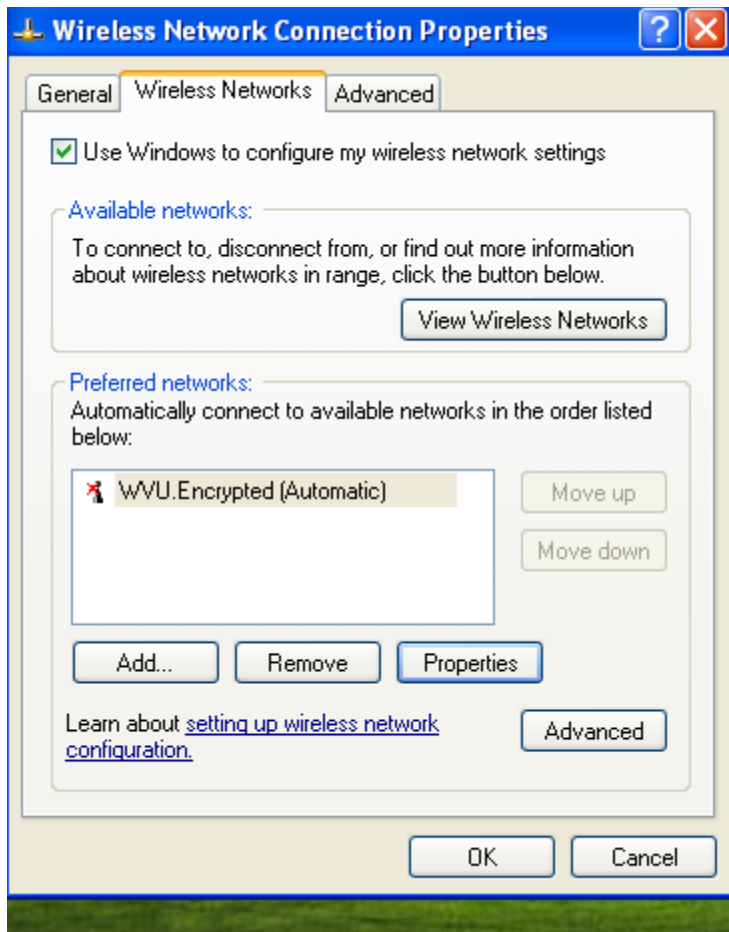 Wireless Network Connection Properties
General Wireless Networks Advanced
Use Windows to configure my wireless network settings
Available networks:
To connect to, disconnect from, or find out more information
about wireless networks in range, click the button below.
View Wireless Networks
Preferred networks:
Automatically connect to available networks in the order listed
below:
WVU.Encrypted (Automatic)
Move up
Move down
Add... Remove Properties
Learn about setting up wireless network
configuration.
Advanced
OK Cancel